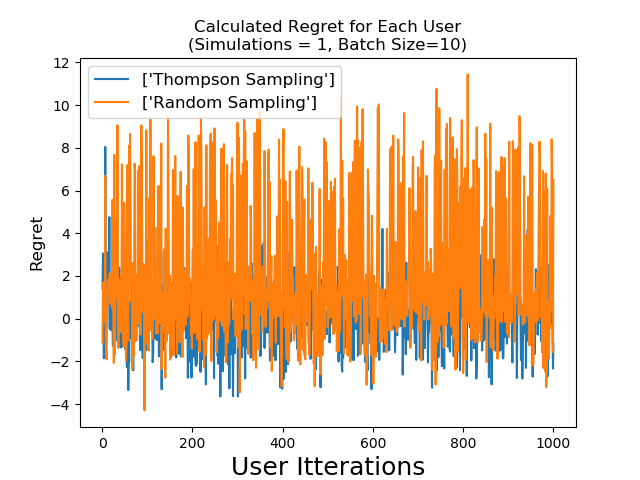 Calculated Regret for Each User
(Simulations = 1, Batch Size=10)
['Thompson Sampling']
['Random Sampling']
12
10
8
6
4
2
0
−2
−4
Regret
0 200 400 600 800 1000
User Itterations